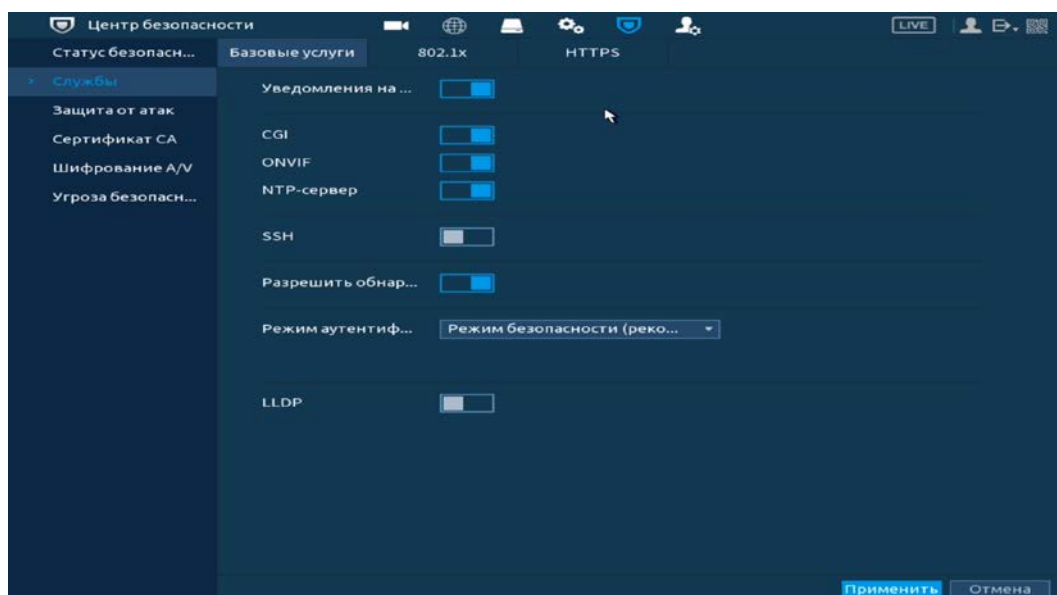 Центр безопасности
LIVE
Статус безопасн...
Базовые услуги
802.1x
HTTPS
Службы
Защита от атак
Сертификат CA
Шифрование A/V
Угроза безопасн...
Уведомления на ...
CGI
ONVIF
NTP-сервер
SSH
Разрешить обнар...
Режим аутентиф...
Режим безопасности (реко...
LLDP
Применить
Отмена